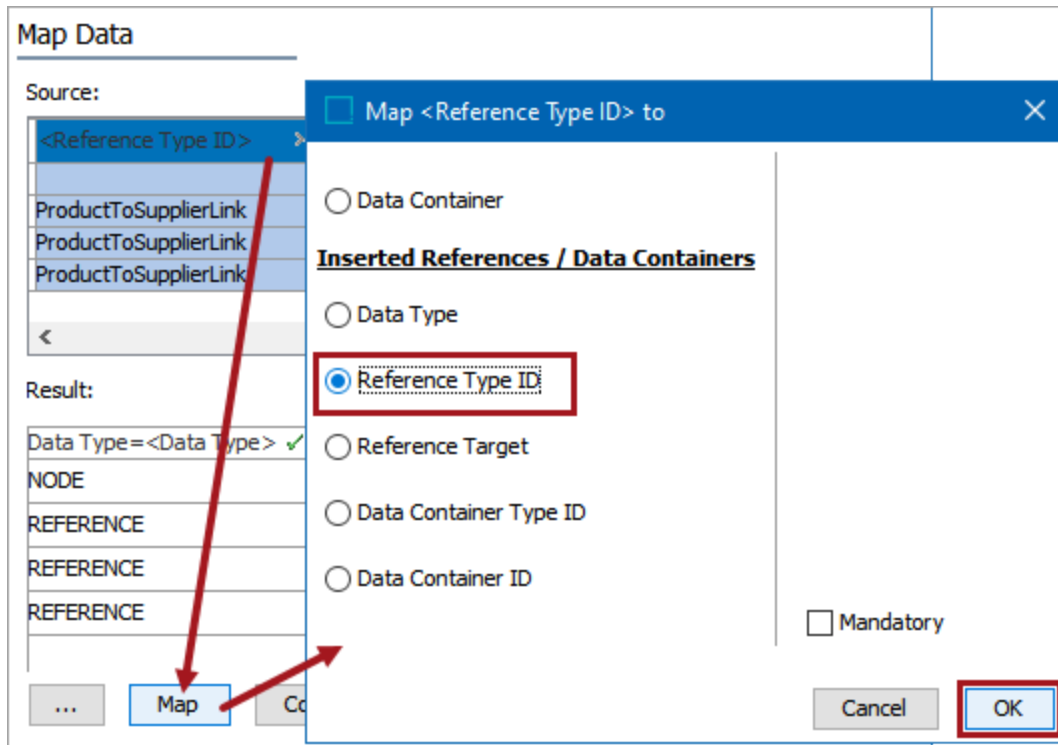 Map Data
Source:
<Reference Type ID>
ProductToSupplierLink
ProductToSupplierLink
ProductToSupplierLink
Result:
Data Type=<Data Type>
NODE
REFERENCE
REFERENCE
REFERENCE
...
Map
Co
Map <Reference Type ID> to
Data Container
Inserted References / Data Containers
Data Type
Reference Type ID
Reference Target
Data Container Type ID
Data Container ID
Mandatory
Cancel
OK